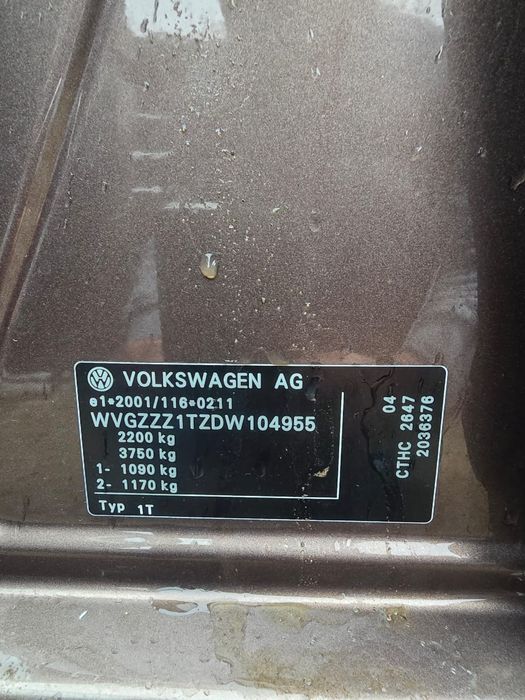 VOLKSWAGEN AG
e1*2001/116*0211
WVGZZZ1TZDW104955
2200 kg
3750 kg
1- 1090 kg
2- 1170 kg
Typ 1T
04
CTHC 2647
2036376